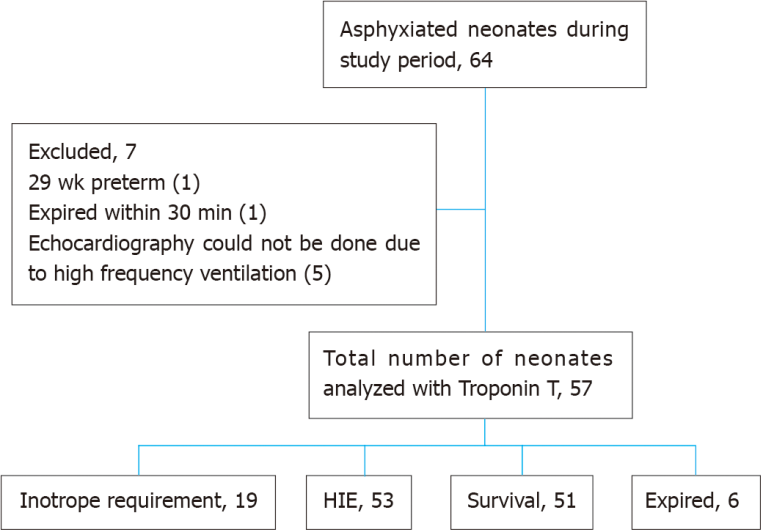 Asphyxiated neonates during
study period, 64
Excluded, 7
29 wk preterm (1)
Expired within 30 min (1)
Echocardiography could not be done due
to high frequency ventilation (5)
Total number of neonates
analyzed with Troponin T, 57
Inotrope requirement, 19
HIE, 53
Survival, 51
Expired, 6